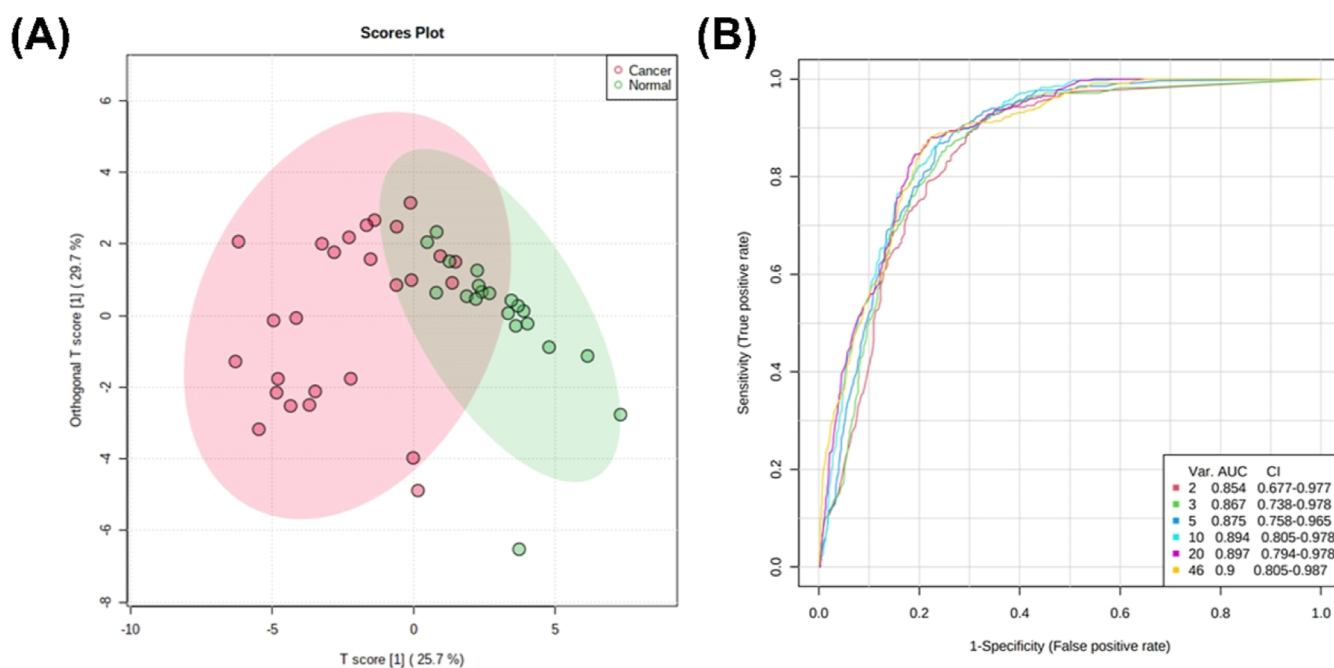 (A)
Scores Plot
Cancer
Normal
Orthogonal T score [1] ( 29.7 %)
6
4
2
0
-2
-4
-6
-8
-10
-5
0
5
T score [1] ( 25.7 %)
(B)
Sensitivity (True positive rate)
1.0
0.8
0.6
0.4
0.2
0.0
Var. AUC CI
2 0.854 0.677-0.977
3 0.867 0.738-0.978
5 0.875 0.758-0.965
10 0.894 0.805-0.978
20 0.897 0.794-0.978
46 0.9 0.805-0.987
0.0
0.2
0.4
0.6
0.8
1.0
1-Specificity (False positive rate)